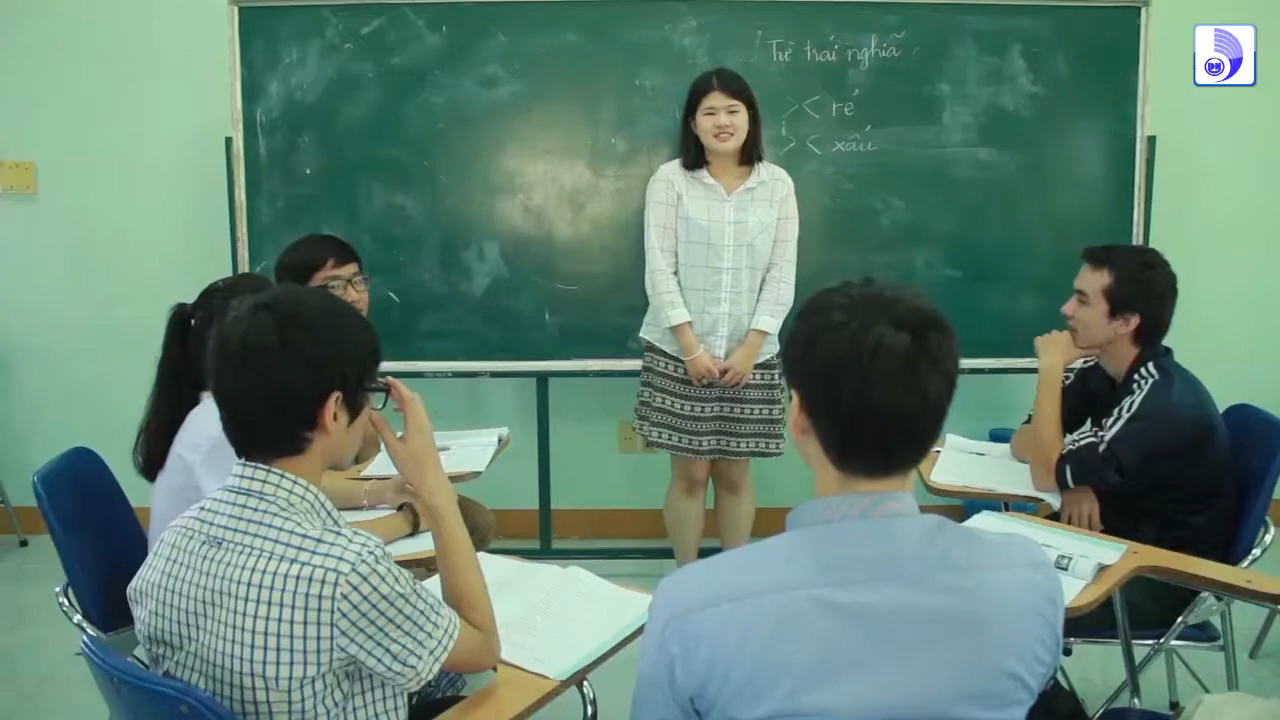 Từ trái nghĩa
>< rẻ
>< xấu